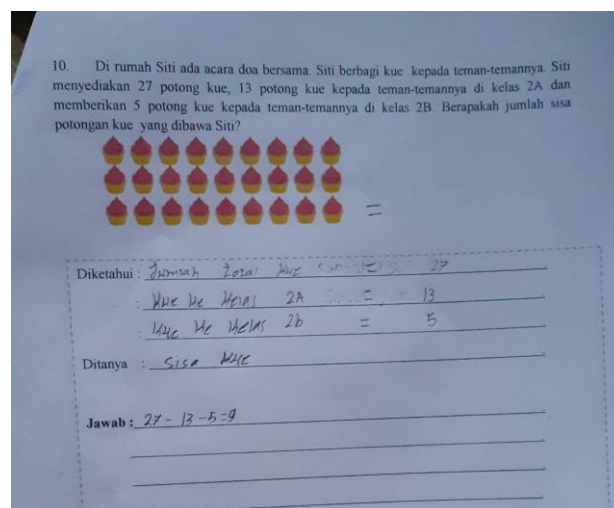 10. Di rumah Siti ada acara doa bersama. Siti berbagi kue kepada teman-temannya. Siti
menyediakan 27 potong kue, 13 potong kue kepada teman-temannya di kelas 2A dan
memberikan 5 potong kue kepada teman-temannya di kelas 2B. Berapakah jumlah sisa
potongan kue yang dibawa Siti?
=
Diketahui : Jumlah total kue = 27
: Kue ke kelas 2A = 13
: Kue ke kelas 2b = 5
Ditanya : Sisa kue
Jawab : 27 - 13 - 5 = 9